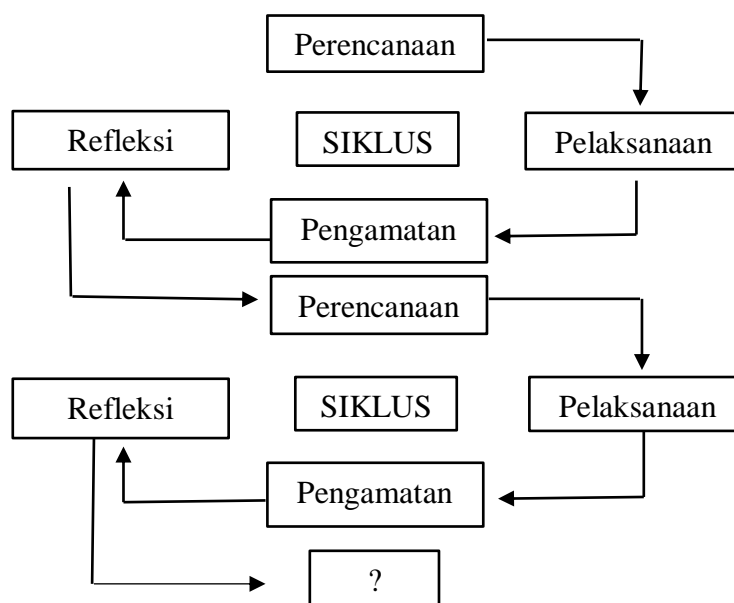 Perencanaan
Refleksi
SIKLUS
Pelaksanaan
Pengamatan
Perencanaan
Refleksi
SIKLUS
Pelaksanaan
Pengamatan
?